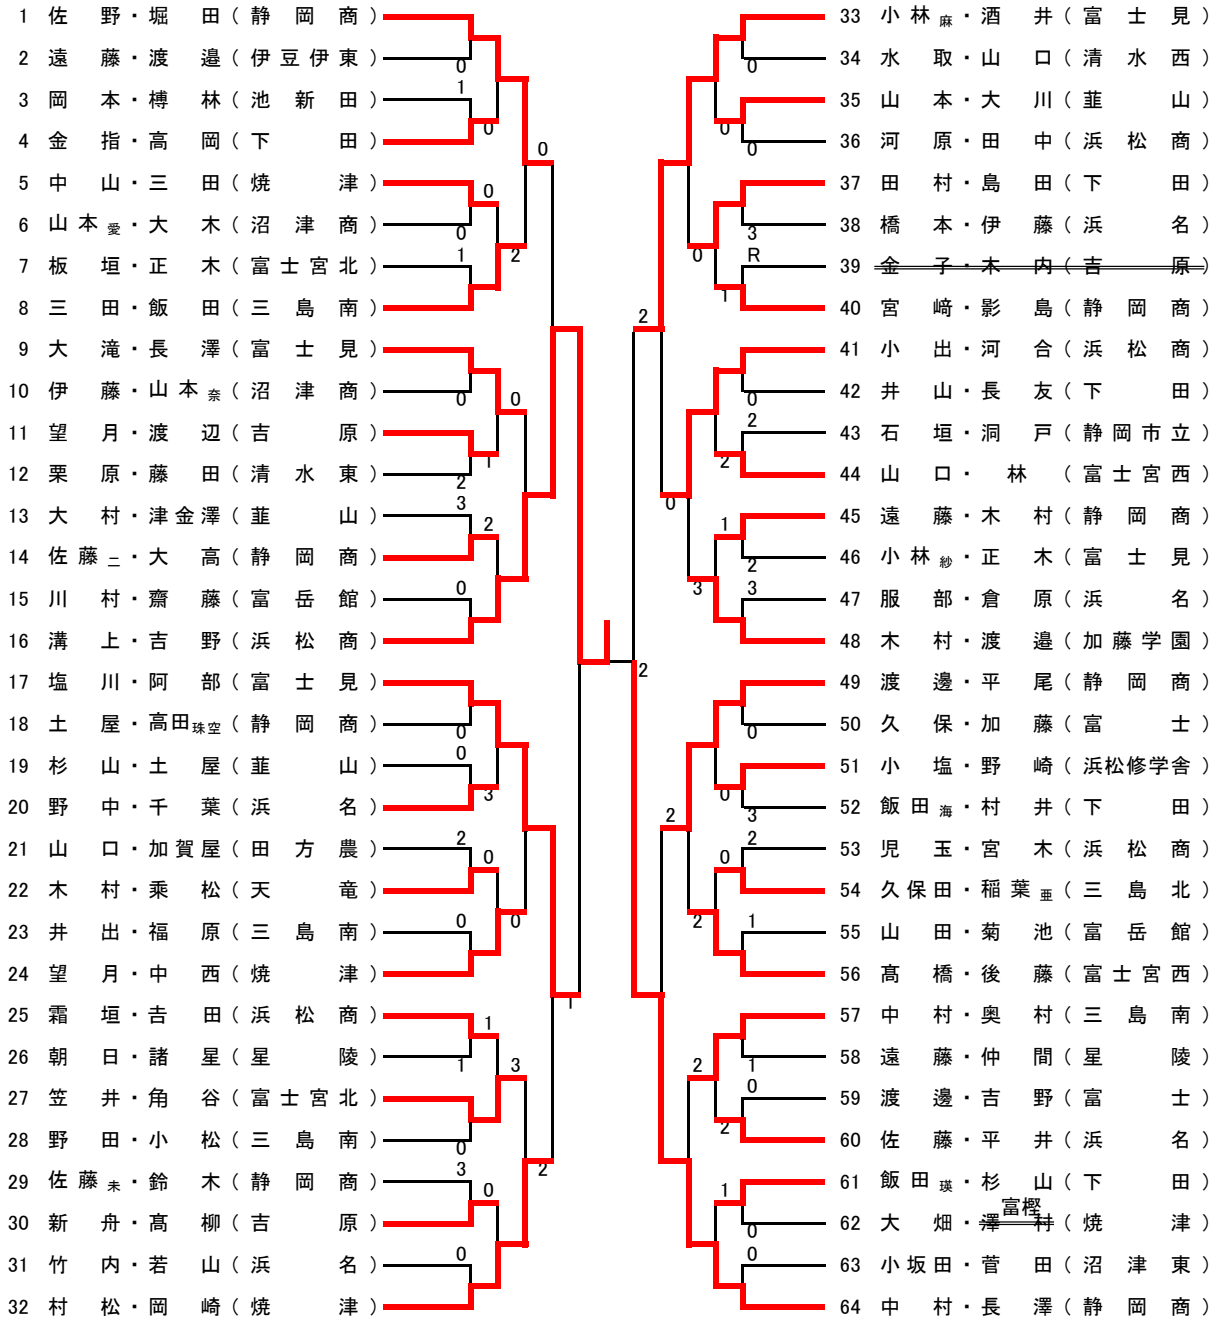 1 佐野・堀田（静岡商）
2 遠藤・渡邉（伊豆伊東）
3 岡本・榑林（池新田）
4 金指・高岡（下田）
5 中山・三田（焼津）
6 山本愛・大木（沼津商）
7 板垣・正木（富士宮北）
8 三田・飯田（三島南）
9 大滝・長澤（富士見）
10 伊藤・山本奈（沼津商）
11 望月・渡辺（吉原）
12 栗原・藤田（清水東）
13 大村・津金澤（韮山）
14 佐藤二・大高（静岡商）
15 川村・齋藤（富岳館）
16 溝上・吉野（浜松商）
17 塩川・阿部（富士見）
18 土屋・高田珠空（静岡商）
19 杉山・土屋（韮山）
20 野中・千葉（浜名）
21 山口・加賀屋（田方農）
22 木村・乗松（天竜）
23 井出・福原（三島南）
24 望月・中西（焼津）
25 霜垣・吉田（浜松商）
26 朝日・諸星（星陵）
27 笠井・角谷（富士宮北）
28 野田・小松（三島南）
29 佐藤未・鈴木（静岡商）
30 新舟・髙柳（吉原）
31 竹内・若山（浜名）
32 村松・岡崎（焼津）
0
1
0
0
0
0
1
2
0
0
1
2
3
2
0
0
0
0
3
2
0
0
0
1
1
1
3
0
3
0
0
2
33 小林麻・酒井（富士見）
34 水取・山口（清水西）
35 山本・大川（韮山）
36 河原・田中（浜松商）
37 田村・島田（下田）
38 橋本・伊藤（浜名）
39 金子・木内（吉原）
40 宮﨑・影島（静岡商）
41 小出・河合（浜松商）
42 井山・長友（下田）
43 石垣・洞戸（静岡市立）
44 山口・林（富士宮西）
45 遠藤・木村（静岡商）
46 小林紗・正木（富士見）
47 服部・倉原（浜名）
48 木村・渡邉（加藤学園）
49 渡邊・平尾（静岡商）
50 久保・加藤（富士）
51 小塩・野崎（浜松修学舎）
52 飯田海・村井（下田）
53 児玉・宮木（浜松商）
54 久保田・稲葉亜（三島北）
55 山田・菊池（富岳館）
56 髙橋・後藤（富士宮西）
57 中村・奥村（三島南）
58 遠藤・仲間（星陵）
59 渡邊・吉野（富士）
60 佐藤・平井（浜名）
61 飯田瑛・杉山（下田）
富樫
62 大畑・澤村（焼津）
63 小坂田・菅田（沼津東）
64 中村・長澤（静岡商）
0
0
0
3
0
R
1
2
0
2
2
0
1
2
3
3
2
0
0
3
2
2
0
1
2
2
1
0
2
1
0
0